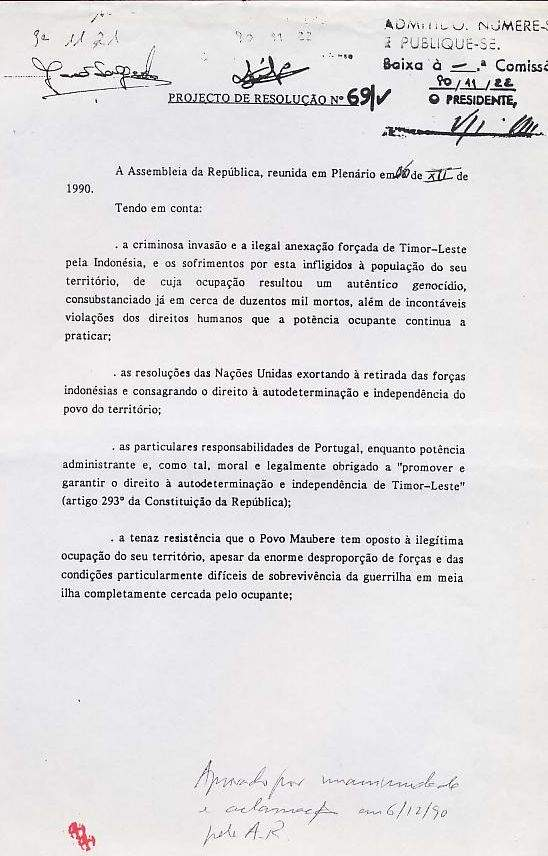 ADMITIDO. NUMERE-S
E PUBLIQUE-SE.
Baixa à — .ª Comissã
90/11/22
O PRESIDENTE,
90 11 22
PROJECTO DE RESOLUÇÃO Nº 69/V
A Assembleia da República, reunida em Plenário em 06 de XII de
1990.
Tendo em conta:
. a criminosa invasão e a ilegal anexação forçada de Timor-Leste
pela Indonésia, e os sofrimentos por esta infligidos à população do seu
território, de cuja ocupação resultou um autêntico genocídio,
consubstanciado já em cerca de duzentos mil mortos, além de incontáveis
violações dos direitos humanos que a potência ocupante continua a
praticar;
. as resoluções das Nações Unidas exortando à retirada das forças
indonésias e consagrando o direito à autodeterminação e independência do
povo do território;
. as particulares responsabilidades de Portugal, enquanto potência
administrante e, como tal, moral e legalmente obrigado a "promover e
garantir o direito à autodeterminação e independência de Timor-Leste"
(artigo 293º da Constituição da República);
. a tenaz resistência que o Povo Maubere tem oposto à ilegítima
ocupação do seu território, apesar da enorme desproporção de forças e das
condições particularmente difíceis de sobrevivência da guerrilha em meia
ilha completamente cercada pelo ocupante;
Aprovado por unanimidade
e aclamação em 6/12/90
pela A.R.